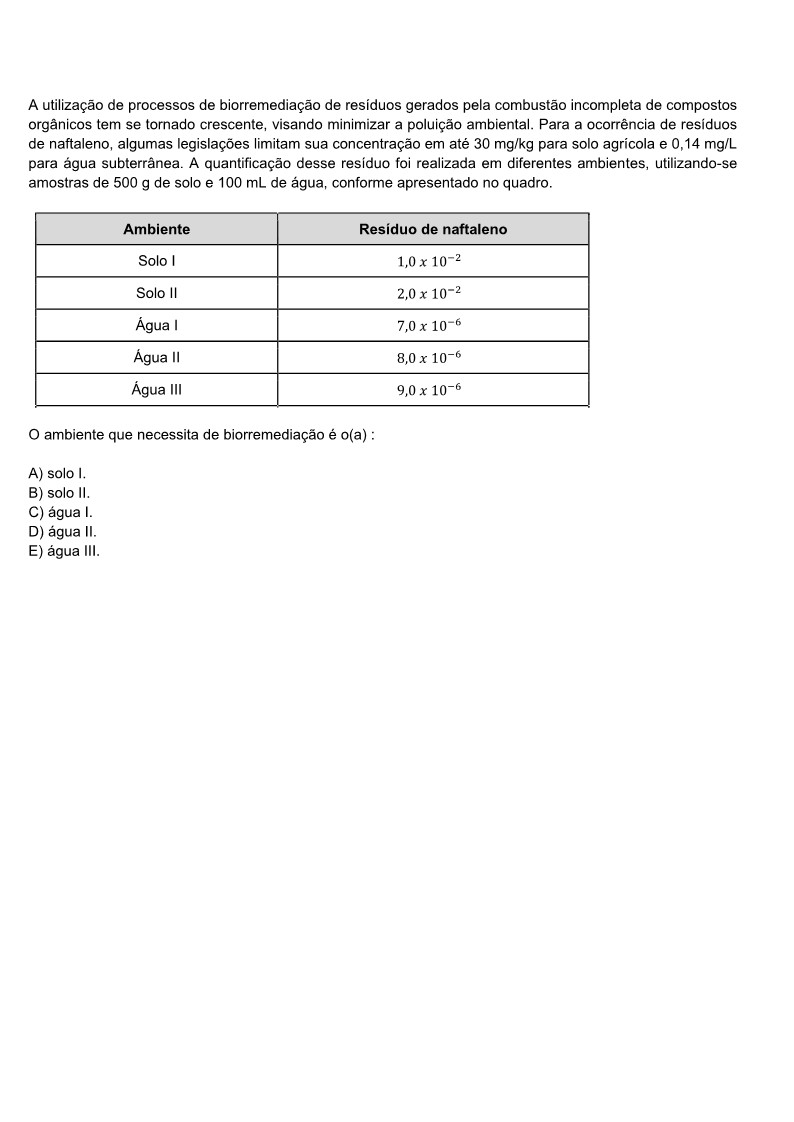 A utilização de processos de biorremediação de resíduos gerados pela combustão incompleta de compostos
orgânicos tem se tornado crescente, visando minimizar a poluição ambiental. Para a ocorrência de resíduos
de naftaleno, algumas legislações limitam sua concentração em até 30 mg/kg para solo agrícola e 0,14 mg/L
para água subterrânea. A quantificação desse resíduo foi realizada em diferentes ambientes, utilizando-se
amostras de 500 g de solo e 100 mL de água, conforme apresentado no quadro.
Ambiente Resíduo de naftaleno
Solo I 1,0 x 10⁻²
Solo II 2,0 x 10⁻²
Água I 7,0 x 10⁻⁶
Água II 8,0 x 10⁻⁶
Água III 9,0 x 10⁻⁶
O ambiente que necessita de biorremediação é o(a) :
A) solo I.
B) solo II.
C) água I.
D) água II.
E) água III.